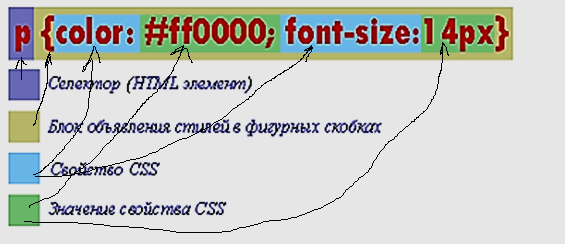 p {color: #ff0000; font-size:14px}
Селектор (HTML элемент)
Блок объявления стилей в фигурных скобках
Свойство CSS
Значение свойства CSS